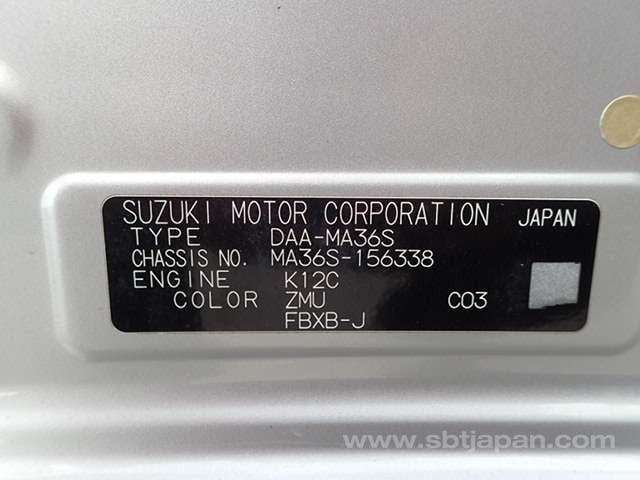 SUZUKI MOTOR CORPORATION JAPAN
TYPE DAA-MA36S
CHASSIS NO. MA36S-156338
ENGINE K12C
COLOR ZMU C03
FBXB-J
www.sbtjapan.com